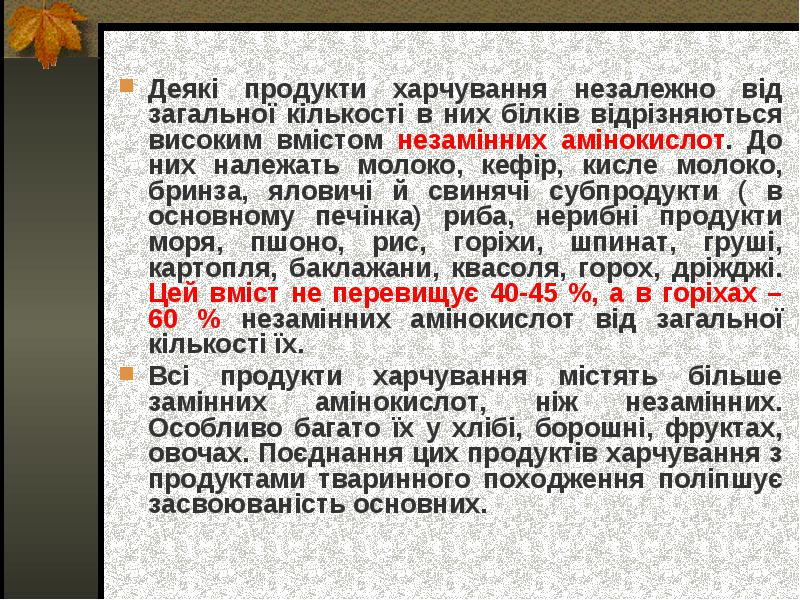 Деякі продукти харчування незалежно від
загальної кількості в них білків відрізняються
високим вмістом незамінних амінокислот. До
них належать молоко, кефір, кисле молоко,
бринза, яловичі й свинячі субпродукти ( в
основному печінка) риба, нерибні продукти
моря, пшоно, рис, горіхи, шпинат, груші,
картопля, баклажани, квасоля, горох, дріжджі.
Цей вміст не перевищує 40-45 %, а в горіхах –
60 % незамінних амінокислот від загальної
кількості їх.
Всі продукти харчування містять більше
замінних амінокислот, ніж незамінних.
Особливо багато їх у хлібі, борошні, фруктах,
овочах. Поєднання цих продуктів харчування з
продуктами тваринного походження поліпшує
засвоюваність основних.